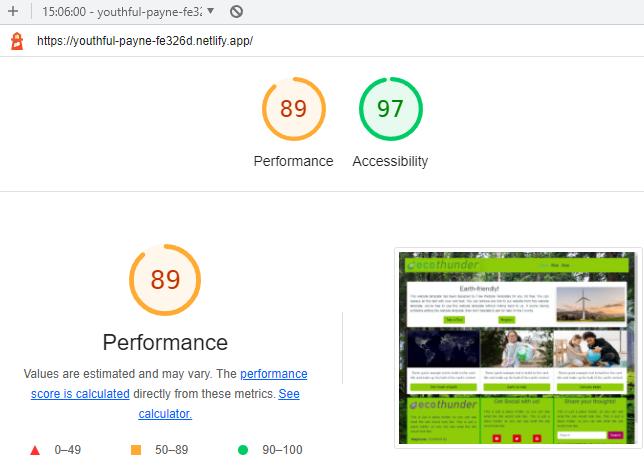 15:06:00 - youthful-payne-fe32
https://youthful-payne-fe326d.netlify.app/
89
97
Performance
Accessibility
89
Performance
Values are estimated and may vary. The performance
score is calculated directly from these metrics. See
calculator.
0–49
50–89
90–100
ecothunder
Earth-friendly!
ecothunder
Get Social with us!
Share your thoughts!